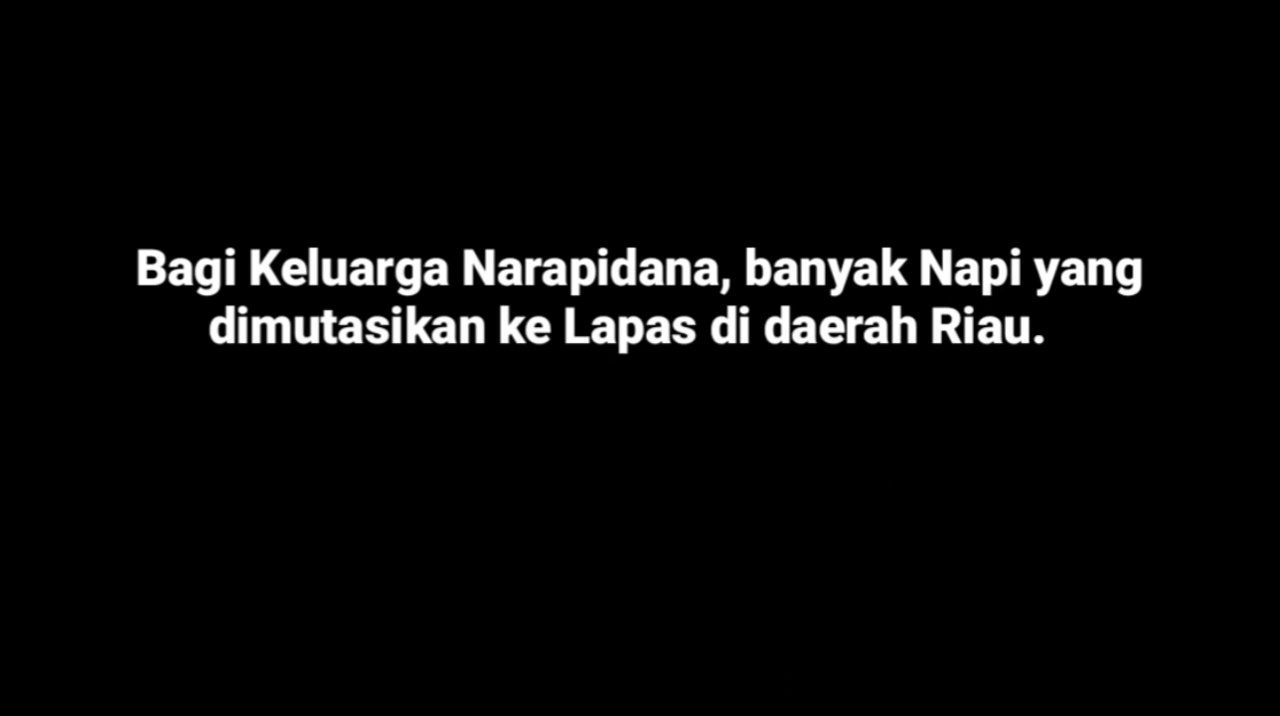 Bagi Keluarga Narapidana, banyak Napi yang
dimutasikan ke Lapas di daerah Riau.